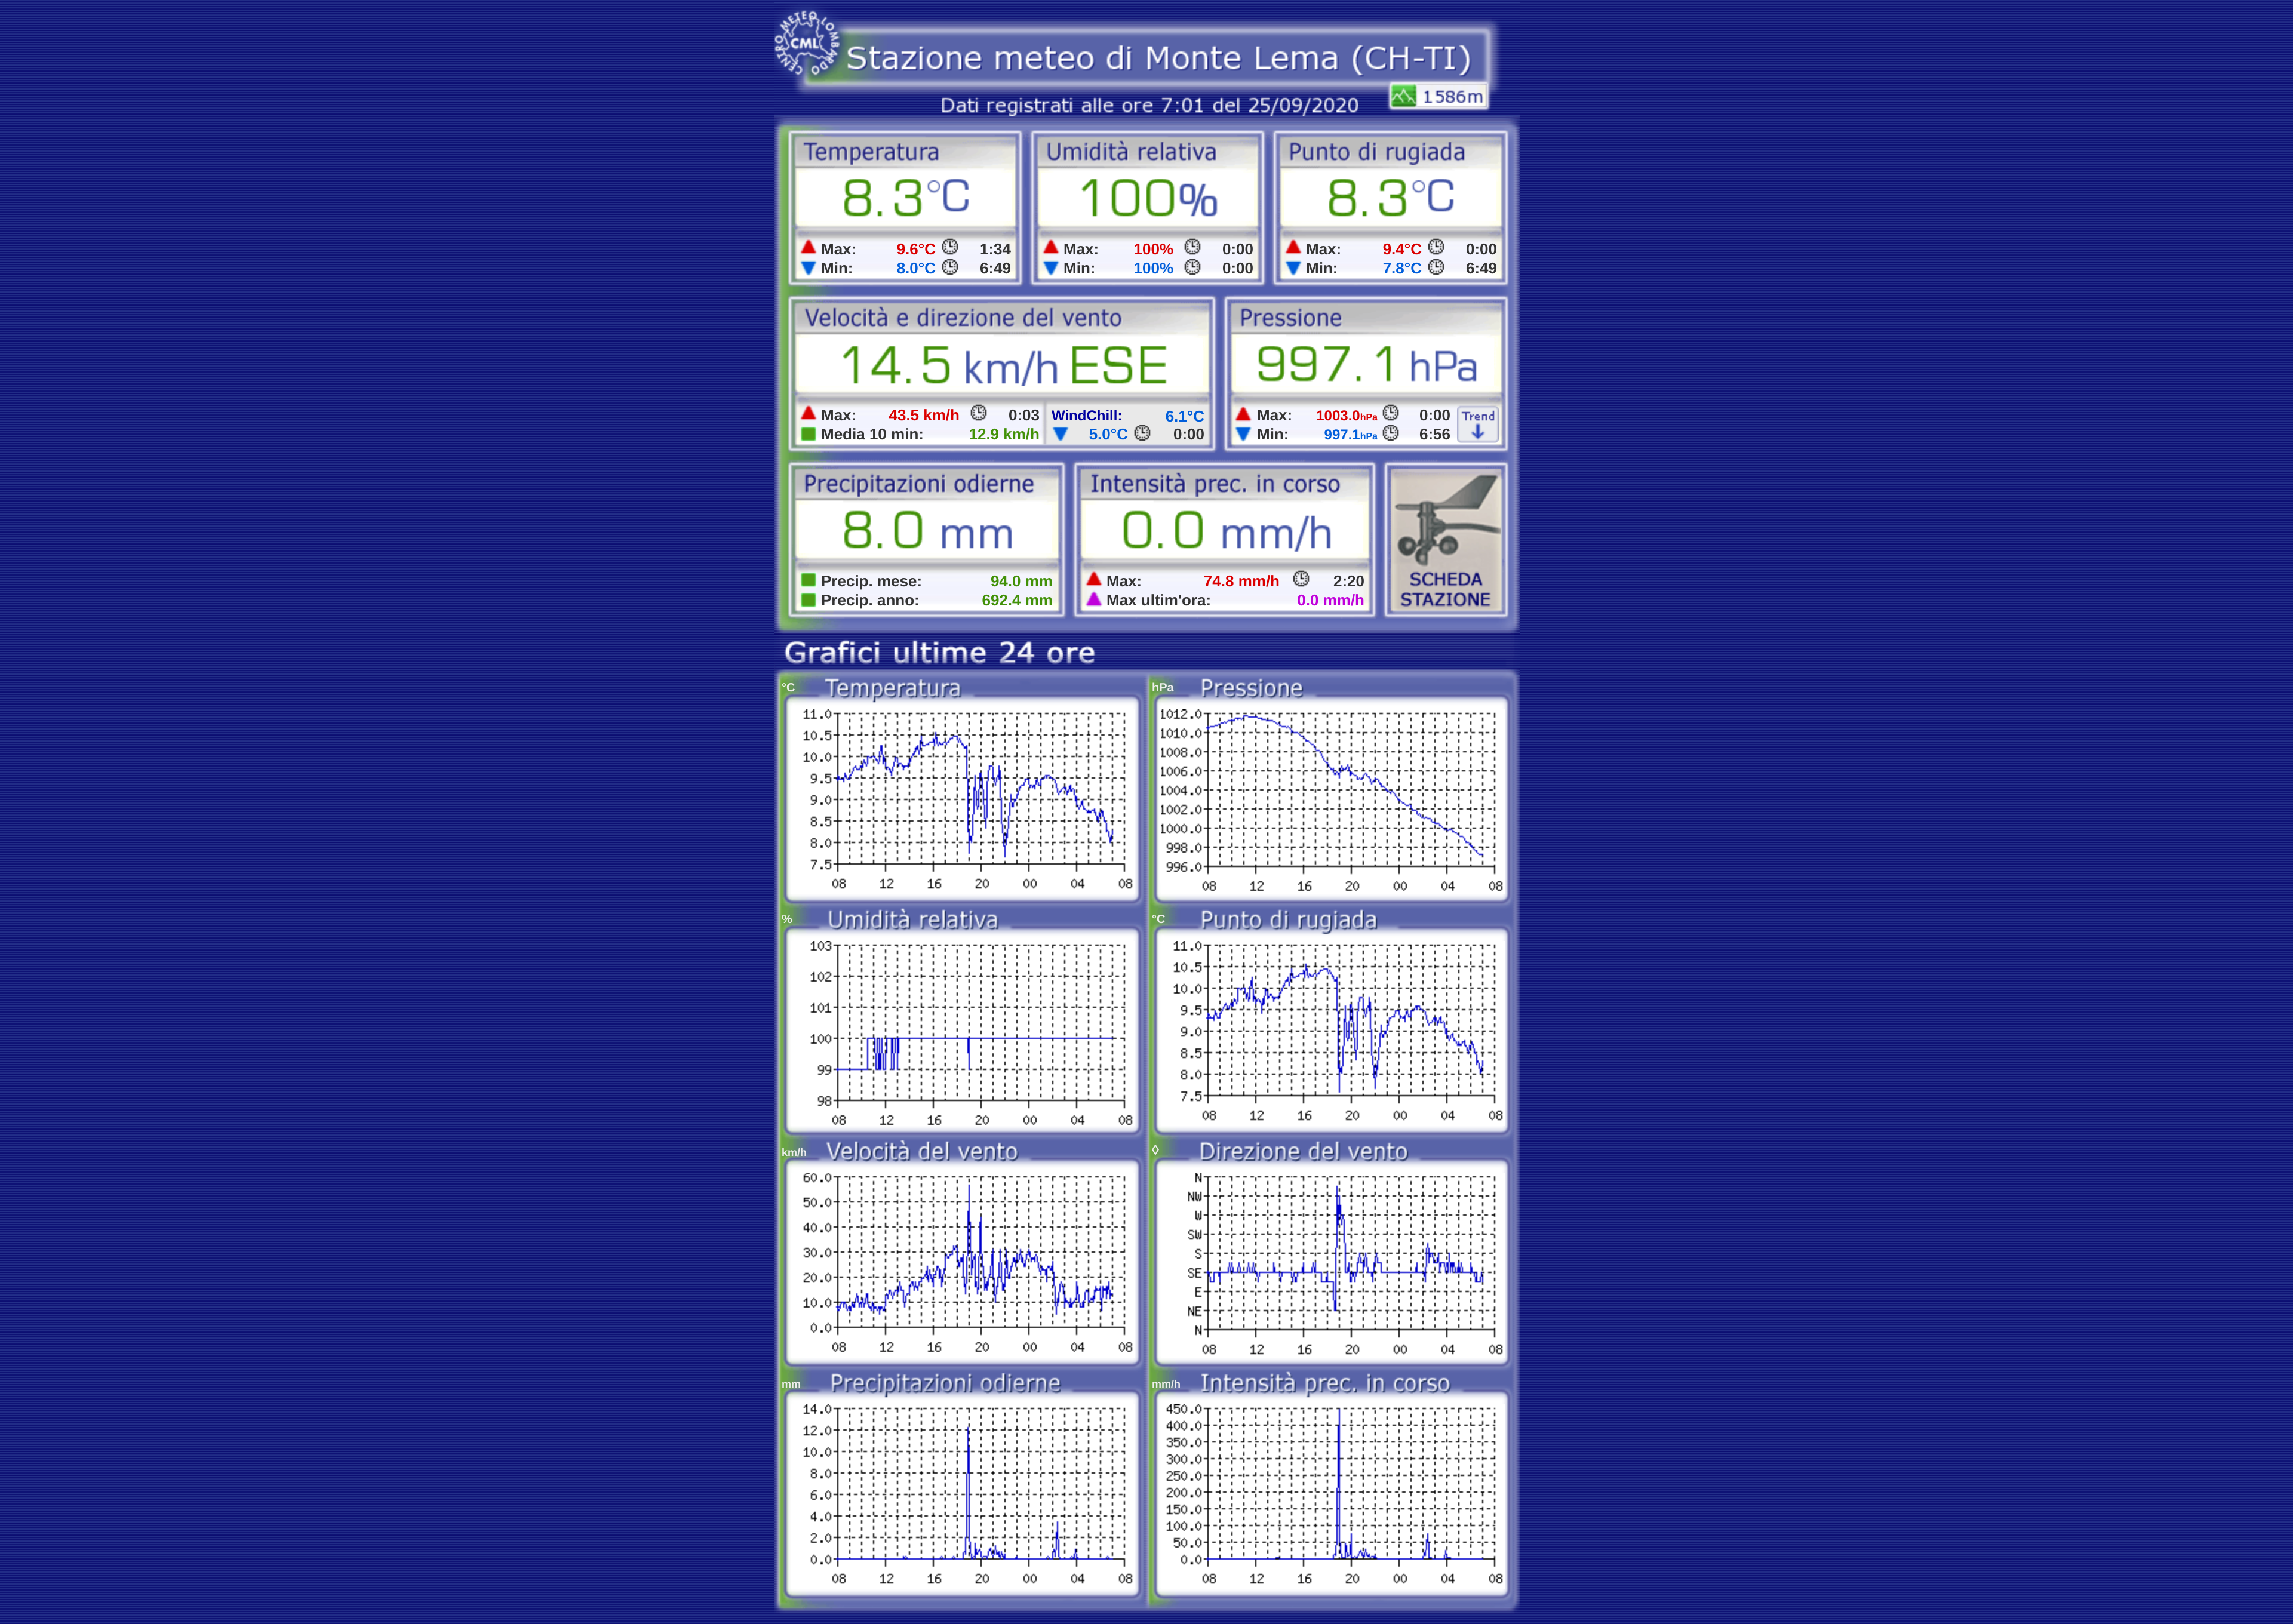 CENTRO METEO LOMBARDO
CML
Stazione meteo di Monte Lema (CH-TI)
1586m
Dati registrati alle ore 7:01 del 25/09/2020
Temperatura
8.3°C
Max: 9.6°C 1:34
Min: 8.0°C 6:49
Umidità relativa
100%
Max: 100% 0:00
Min: 100% 0:00
Punto di rugiada
8.3°C
Max: 9.4°C 0:00
Min: 7.8°C 6:49
Velocità e direzione del vento
14.5 km/h ESE
Max: 43.5 km/h 0:03
Media 10 min: 12.9 km/h
WindChill: 6.1°C
5.0°C 0:00
Pressione
997.1 hPa
Max: 1003.0hPa 0:00
Min: 997.1hPa 6:56
Trend
Precipitazioni odierne
8.0 mm
Precip. mese: 94.0 mm
Precip. anno: 692.4 mm
Intensità prec. in corso
0.0 mm/h
Max: 74.8 mm/h 2:20
Max ultim'ora: 0.0 mm/h
SCHEDA
STAZIONE
Grafici ultime 24 ore
°C Temperatura
11.0
10.5
10.0
9.5
9.0
8.5
8.0
7.5
08 12 16 20 00 04 08
hPa Pressione
1012.0
1010.0
1008.0
1006.0
1004.0
1002.0
1000.0
998.0
996.0
08 12 16 20 00 04 08
% Umidità relativa
103
102
101
100
99
98
08 12 16 20 00 04 08
°C Punto di rugiada
11.0
10.5
10.0
9.5
9.0
8.5
8.0
7.5
08 12 16 20 00 04 08
km/h Velocità del vento
60.0
50.0
40.0
30.0
20.0
10.0
0.0
08 12 16 20 00 04 08
◊ Direzione del vento
N
NW
W
SW
S
SE
E
NE
N
08 12 16 20 00 04 08
mm Precipitazioni odierne
14.0
12.0
10.0
8.0
6.0
4.0
2.0
0.0
08 12 16 20 00 04 08
mm/h Intensità prec. in corso
450.0
400.0
350.0
300.0
250.0
200.0
150.0
100.0
50.0
0.0
08 12 16 20 00 04 08